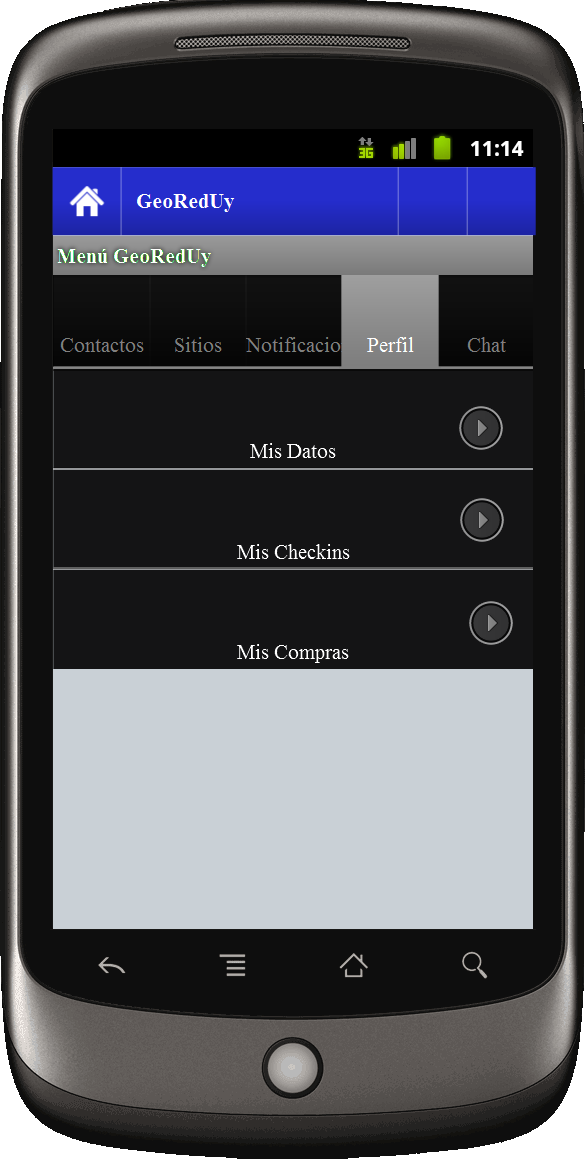 3G 11:14
GeoRedUy
Menú GeoRedUy
Contactos Sitios Notificacio Perfil Chat
Mis Datos
Mis Checkins
Mis Compras